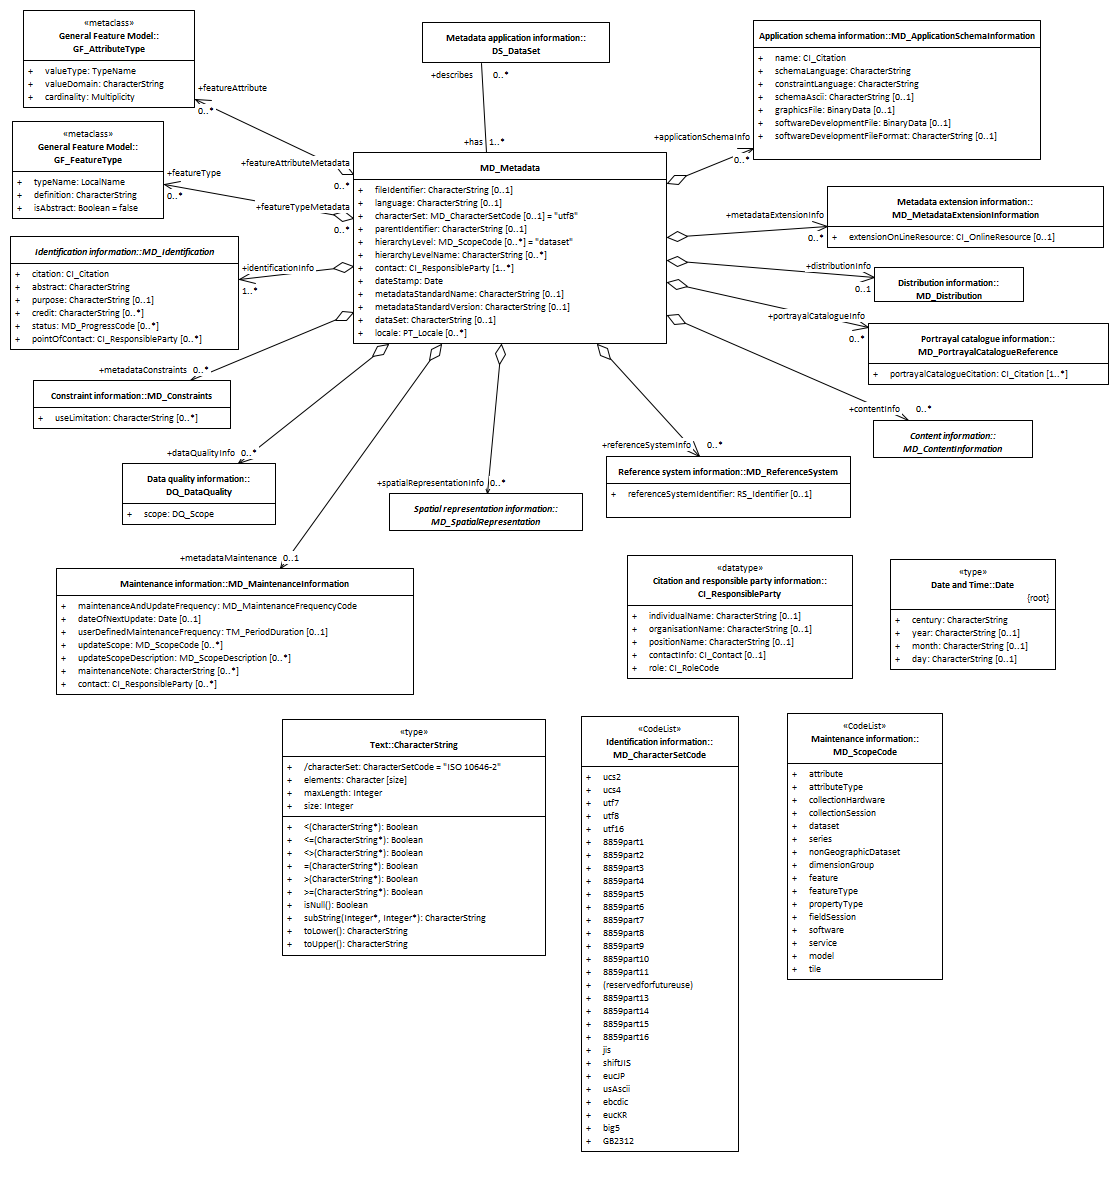 «metaclass»
General Feature Model::
GF_AttributeType
+ valueType: TypeName
+ valueDomain: CharacterString
+ cardinality: Multiplicity
+featureAttribute
0..*
«metaclass»
General Feature Model::
GF_FeatureType
+ typeName: LocalName
+ definition: CharacterString
+ isAbstract: Boolean = false
+featureType
0..*
+featureAttributeMetadata
0..*
+featureTypeMetadata
0..*
Metadata application information::
DS_DataSet
+describes 0..*
+has 1..*
Application schema information::MD_ApplicationSchemaInformation
+ name: CI_Citation
+ schemaLanguage: CharacterString
+ constraintLanguage: CharacterString
+ schemaAscii: CharacterString [0..1]
+ graphicsFile: BinaryData [0..1]
+ softwareDevelopmentFile: BinaryData [0..1]
+ softwareDevelopmentFileFormat: CharacterString [0..1]
+applicationSchemaInfo
0..*
MD_Metadata
+ fileIdentifier: CharacterString [0..1]
+ language: CharacterString [0..1]
+ characterSet: MD_CharacterSetCode [0..1] = "utf8"
+ parentIdentifier: CharacterString [0..1]
+ hierarchyLevel: MD_ScopeCode [0..*] = "dataset"
+ hierarchyLevelName: CharacterString [0..*]
+ contact: CI_ResponsibleParty [1..*]
+ dateStamp: Date
+ metadataStandardName: CharacterString [0..1]
+ metadataStandardVersion: CharacterString [0..1]
+ dataSet: CharacterString [0..1]
+ locale: PT_Locale [0..*]
Metadata extension information::
MD_MetadataExtensionInformation
+ extensionOnLineResource: CI_OnlineResource [0..1]
+metadataExtensionInfo
0..*
Identification information::MD_Identification
+ citation: CI_Citation
+ abstract: CharacterString
+ purpose: CharacterString [0..1]
+ credit: CharacterString [0..*]
+ status: MD_ProgressCode [0..*]
+ pointOfContact: CI_ResponsibleParty [0..*]
+identificationInfo
1..*
+distributionInfo
0..1
Distribution information::
MD_Distribution
+portrayalCatalogueInfo
0..*
Portrayal catalogue information::
MD_PortrayalCatalogueReference
+ portrayalCatalogueCitation: CI_Citation [1..*]
+metadataConstraints 0..*
Constraint information::MD_Constraints
+ useLimitation: CharacterString [0..*]
+contentInfo 0..*
Content information::
MD_ContentInformation
+dataQualityInfo 0..*
Data quality information::
DQ_DataQuality
+ scope: DQ_Scope
+spatialRepresentationInfo 0..*
Spatial representation information::
MD_SpatialRepresentation
+referenceSystemInfo 0..*
Reference system information::MD_ReferenceSystem
+ referenceSystemIdentifier: RS_Identifier [0..1]
+metadataMaintenance 0..1
Maintenance information::MD_MaintenanceInformation
+ maintenanceAndUpdateFrequency: MD_MaintenanceFrequencyCode
+ dateOfNextUpdate: Date [0..1]
+ userDefinedMaintenanceFrequency: TM_PeriodDuration [0..1]
+ updateScope: MD_ScopeCode [0..*]
+ updateScopeDescription: MD_ScopeDescription [0..*]
+ maintenanceNote: CharacterString [0..*]
+ contact: CI_ResponsibleParty [0..*]
«datatype»
Citation and responsible party information::
CI_ResponsibleParty
+ individualName: CharacterString [0..1]
+ organisationName: CharacterString [0..1]
+ positionName: CharacterString [0..1]
+ contactInfo: CI_Contact [0..1]
+ role: CI_RoleCode
«type»
Date and Time::Date
{root}
+ century: CharacterString
+ year: CharacterString [0..1]
+ month: CharacterString [0..1]
+ day: CharacterString [0..1]
«type»
Text::CharacterString
+ /characterSet: CharacterSetCode = "ISO 10646-2"
+ elements: Character [size]
+ maxLength: Integer
+ size: Integer
+ <(CharacterString*): Boolean
+ <=(CharacterString*): Boolean
+ <>(CharacterString*): Boolean
+ =(CharacterString*): Boolean
+ >(CharacterString*): Boolean
+ >=(CharacterString*): Boolean
+ isNull(): Boolean
+ subString(Integer*, Integer*): CharacterString
+ toLower(): CharacterString
+ toUpper(): CharacterString
«CodeList»
Identification information::
MD_CharacterSetCode
+ ucs2
+ ucs4
+ utf7
+ utf8
+ utf16
+ 8859part1
+ 8859part2
+ 8859part3
+ 8859part4
+ 8859part5
+ 8859part6
+ 8859part7
+ 8859part8
+ 8859part9
+ 8859part10
+ 8859part11
+ (reservedforfutureuse)
+ 8859part13
+ 8859part14
+ 8859part15
+ 8859part16
+ jis
+ shiftJIS
+ eucJP
+ usAscii
+ ebcdic
+ eucKR
+ big5
+ GB2312
«CodeList»
Maintenance information::
MD_ScopeCode
+ attribute
+ attributeType
+ collectionHardware
+ collectionSession
+ dataset
+ series
+ nonGeographicDataset
+ dimensionGroup
+ feature
+ featureType
+ propertyType
+ fieldSession
+ software
+ service
+ model
+ tile